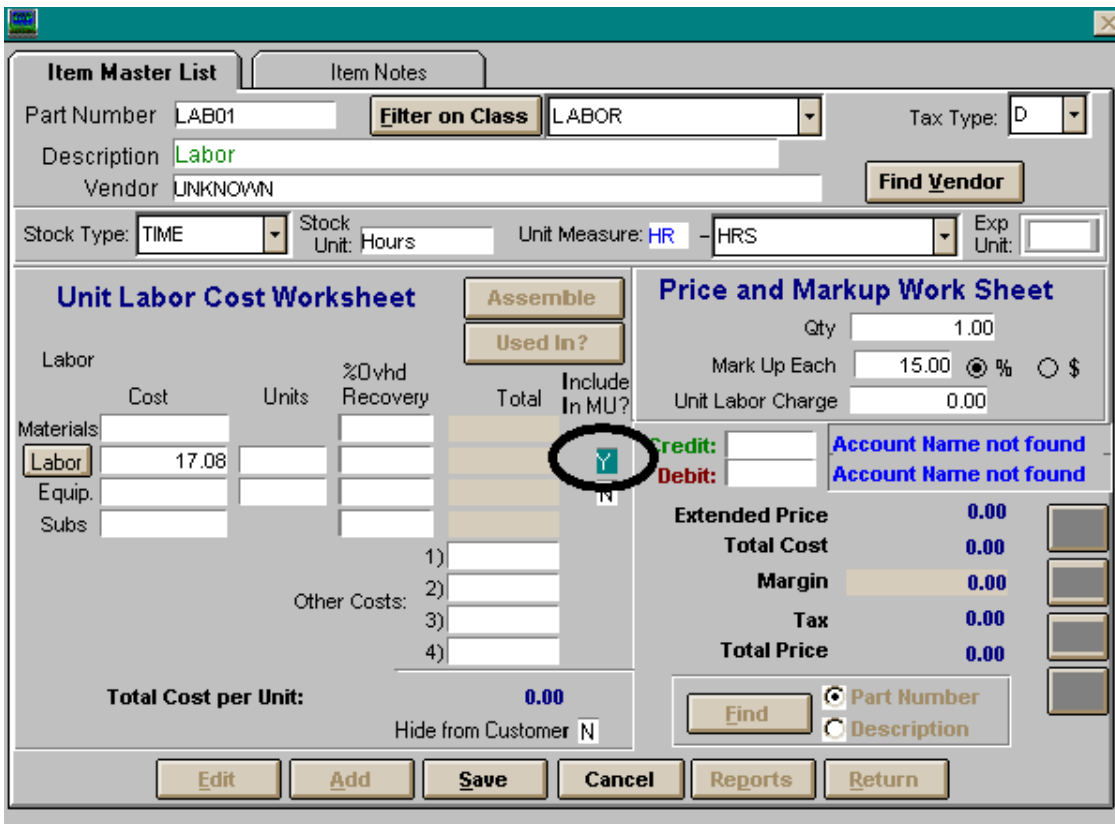 Item Master List Item Notes
Part Number LAB01 Filter on Class LABOR Tax Type: D
Description Labor
Vendor UNKNOWN Find Vendor
Stock Type: TIME Stock Unit: Hours Unit Measure: HR - HRS Exp Unit:
Unit Labor Cost Worksheet Assemble Price and Markup Work Sheet
Used In? Qty 1.00
Labor Mark Up Each 15.00 % $
Cost Units %Ovhd Recovery Total Include In MU? Unit Labor Charge 0.00
Materials Credit: Account Name not found
Labor 17.08 Y Debit: Account Name not found
Equip. N
Subs Extended Price 0.00
1) Total Cost 0.00
Other Costs: 2) Margin 0.00
3) Tax 0.00
4) Total Price 0.00
Total Cost per Unit: 0.00 Find Part Number
Hide from Customer N Description
Edit Add Save Cancel Reports Return